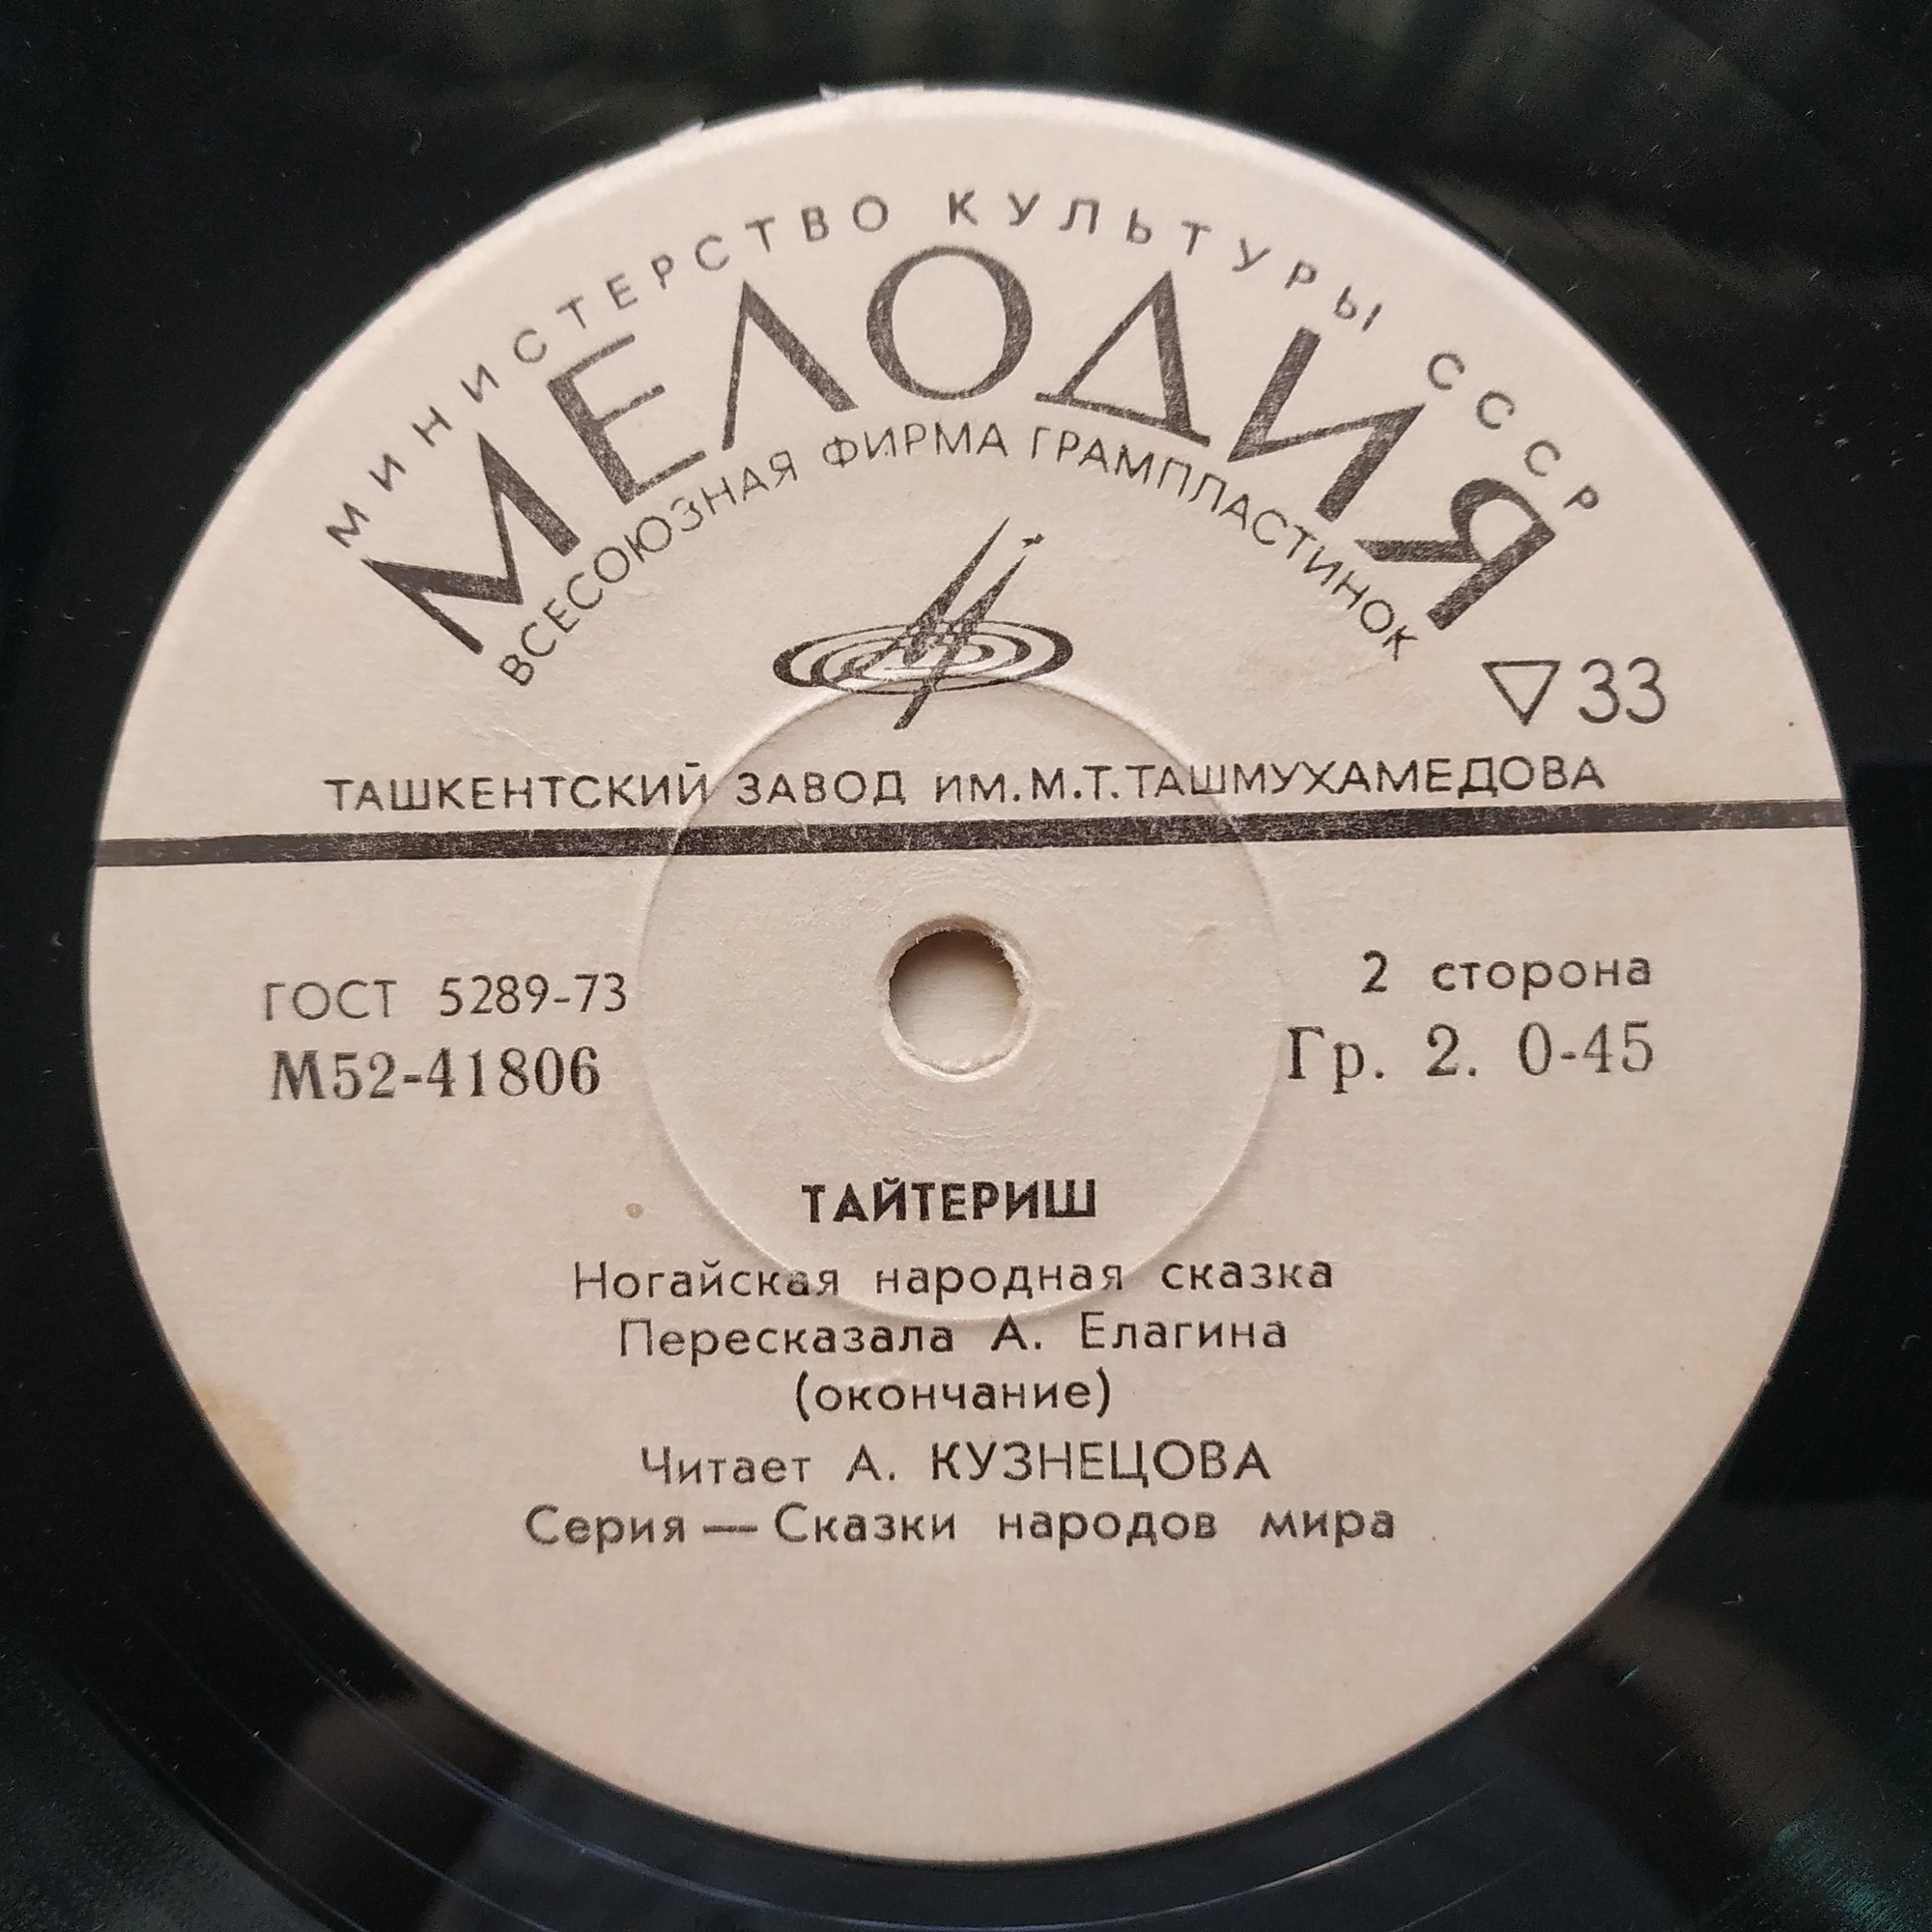 МИНИСТЕРСТВО КУЛЬТУРЫ СССР
МЕЛОДИЯ
ВСЕСОЮЗНАЯ ФИРМА ГРАМПЛАСТИНОК
▽33
ТАШКЕНТСКИЙ ЗАВОД ИМ.М.Т.ТАШМУХАМЕДОВА
ГОСТ 5289-73
М52-41806
2 сторона
Гр. 2. 0-45
ТАЙТЕРИШ
Ногайская народная сказка
Пересказала А. Елагина
(окончание)
Читает А. КУЗНЕЦОВА
Серия — Сказки народов мира